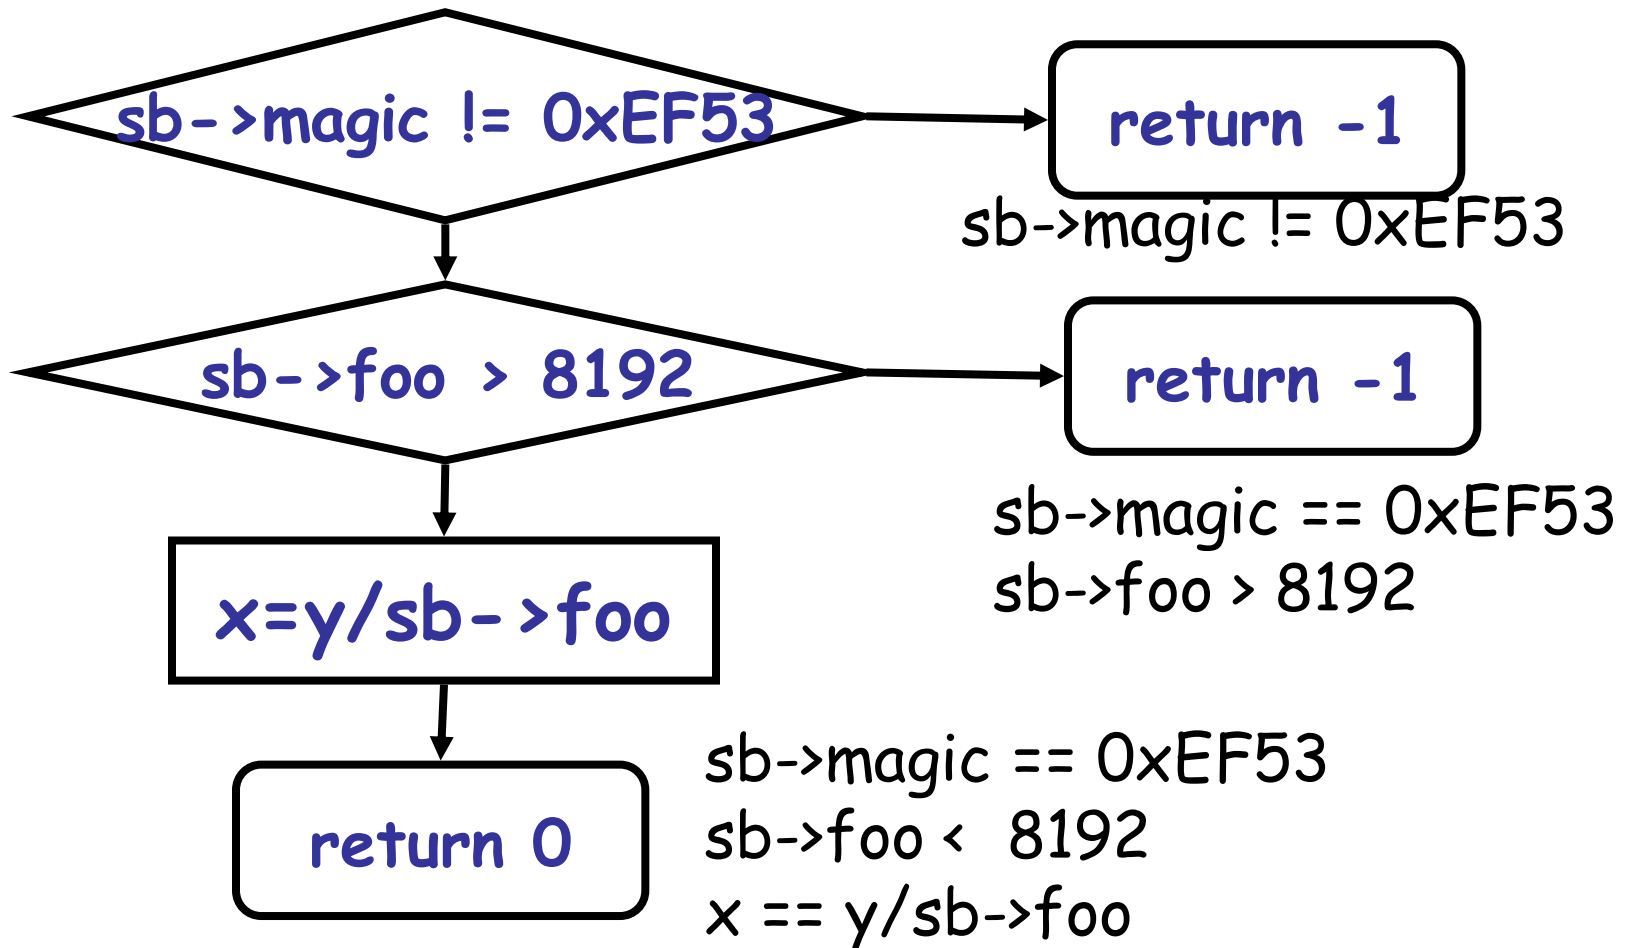 sb->magic != 0xEF53
return -1
sb->magic != 0xEF53
sb->foo > 8192
return -1
sb->magic == 0xEF53
sb->foo > 8192
x=y/sb->foo
return 0
sb->magic == 0xEF53
sb->foo < 8192
x == y/sb->foo